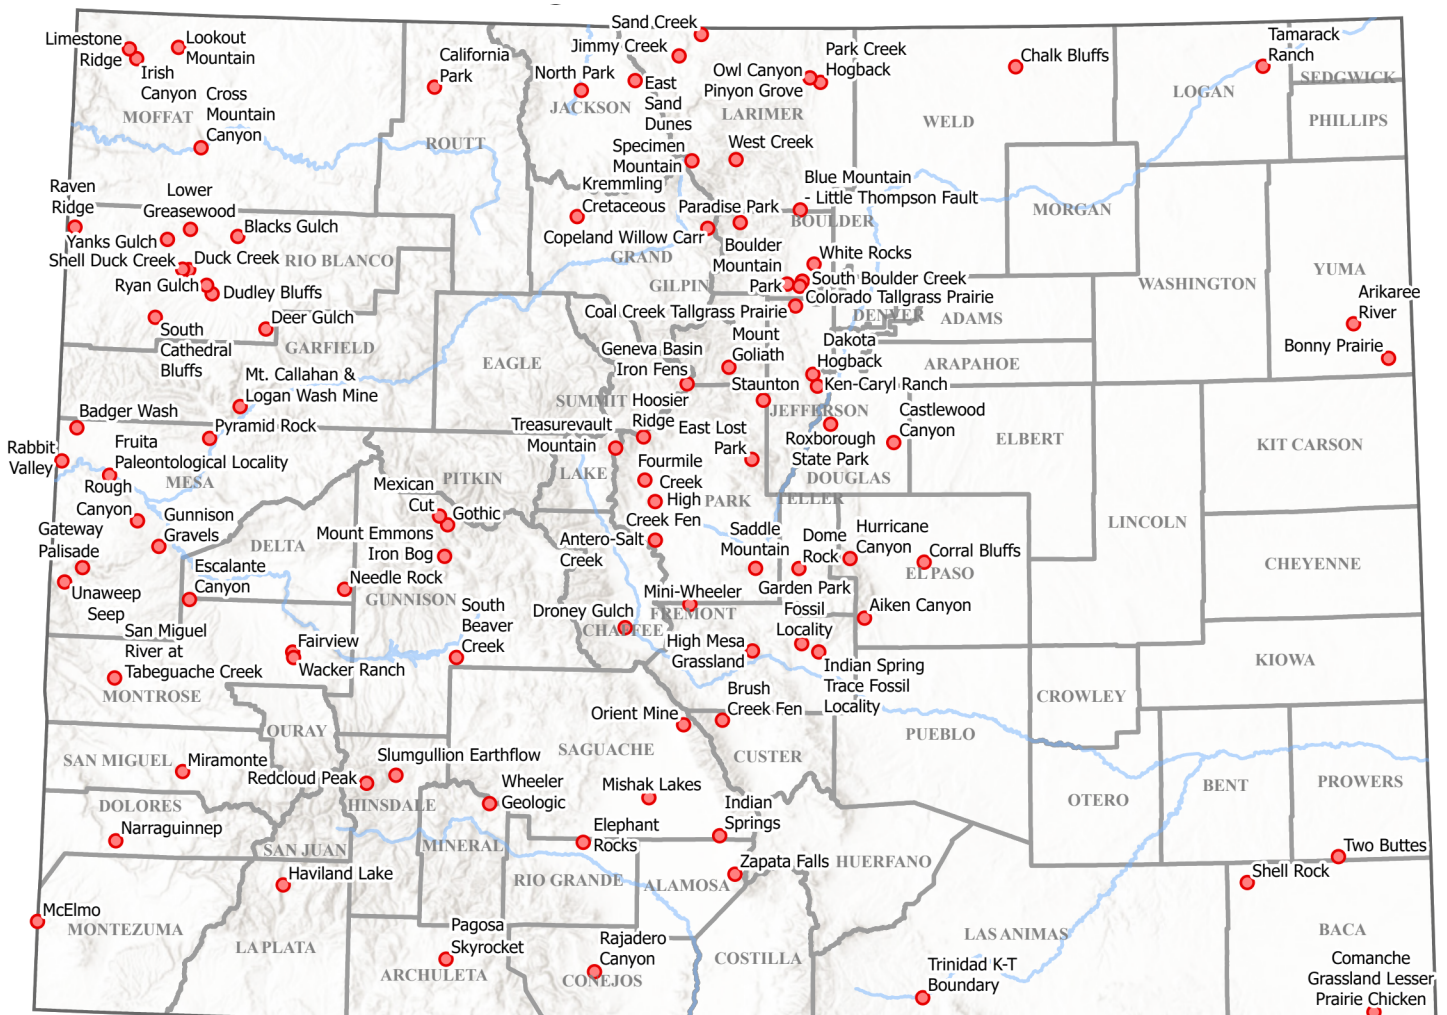 Sand Creek
Limestone
Ridge
Lookout
Mountain
Irish
Canyon
California
Park
Jimmy Creek
North Park
East
Sand
Dunes
Owl Canyon
Pinyon Grove
Park Creek
Hogback
Chalk Bluffs
Tamarack
Ranch
SEDGWICK
LOGAN
PHILLIPS
MOFFAT
Cross
Mountain
Canyon
ROUTT
JACKSON
LARIMER
WELD
Specimen
Mountain
West Creek
Raven
Ridge
Lower
Greasewood
Kremmling
Cretaceous
Paradise Park
Blue Mountain
- Little Thompson Fault
BOULDER
MORGAN
Yanks Gulch
Blacks Gulch
Copeland Willow Carr
GRAND
Boulder
Mountain
Park
White Rocks
Shell Duck Creek
Duck Creek
RIO BLANCO
Ryan Gulch
Dudley Bluffs
GILPIN
South Boulder Creek
Colorado Tallgrass Prairie
WASHINGTON
YUMA
Arikaree
River
South
Cathedral
Bluffs
Deer Gulch
GARFIELD
Coal Creek Tallgrass Prairie
DENVER
ADAMS
Bonny Prairie
EAGLE
Geneva Basin
Iron Fens
Mount
Goliath
Dakota
Hogback
ARAPAHOE
Mt. Callahan &
Logan Wash Mine
SUMMIT
Staunton
Ken-Caryl Ranch
Badger Wash
Pyramid Rock
Treasurevault
Mountain
Hoosier
Ridge
East Lost
Park
JEFFERSON
Roxborough
State Park
Castlewood
Canyon
ELBERT
KIT CARSON
Rabbit
Valley
Fruita
Paleontological Locality
MESA
PITKIN
LAKE
Fourmile
Creek
DOUGLAS
Rough
Canyon
Mexican
Cut
Gothic
High
Creek Fen
PARK
TELLER
LINCOLN
Gateway
Palisade
Gunnison
Gravels
DELTA
Mount Emmons
Iron Bog
Antero-Salt
Creek
Saddle
Mountain
Dome
Rock
Hurricane
Canyon
Corral Bluffs
EL PASO
CHEYENNE
Unaweep
Seep
Escalante
Canyon
Needle Rock
GUNNISON
Mini-Wheeler
FREMONT
Garden Park
Fossil
Locality
Aiken Canyon
San Miguel
River at
Tabeguache Creek
MONTROSE
Fairview
Wacker Ranch
South
Beaver
Creek
Droney Gulch
CHAFFEE
High Mesa
Grassland
Indian Spring
Trace Fossil
Locality
KIOWA
CROWLEY
OURAY
Orient Mine
Brush
Creek Fen
PUEBLO
SAN MIGUEL
Miramonte
Redcloud Peak
Slumgullion Earthflow
SAGUACHE
CUSTER
OTERO
BENT
PROWERS
DOLORES
Narraguinnep
HINSDALE
Wheeler
Geologic
Mishak Lakes
Indian
Springs
SAN JUAN
MINERAL
Elephant
Rocks
Two Buttes
Haviland Lake
RIO GRANDE
ALAMOSA
Zapata Falls
HUERFANO
Shell Rock
McElmo
MONTEZUMA
LA PLATA
Pagosa
Skyrocket
ARCHULETA
Rajadero
Canyon
CONEJOS
COSTILLA
LAS ANIMAS
Trinidad K-T
Boundary
BACA
Comanche
Grassland Lesser
Prairie Chicken